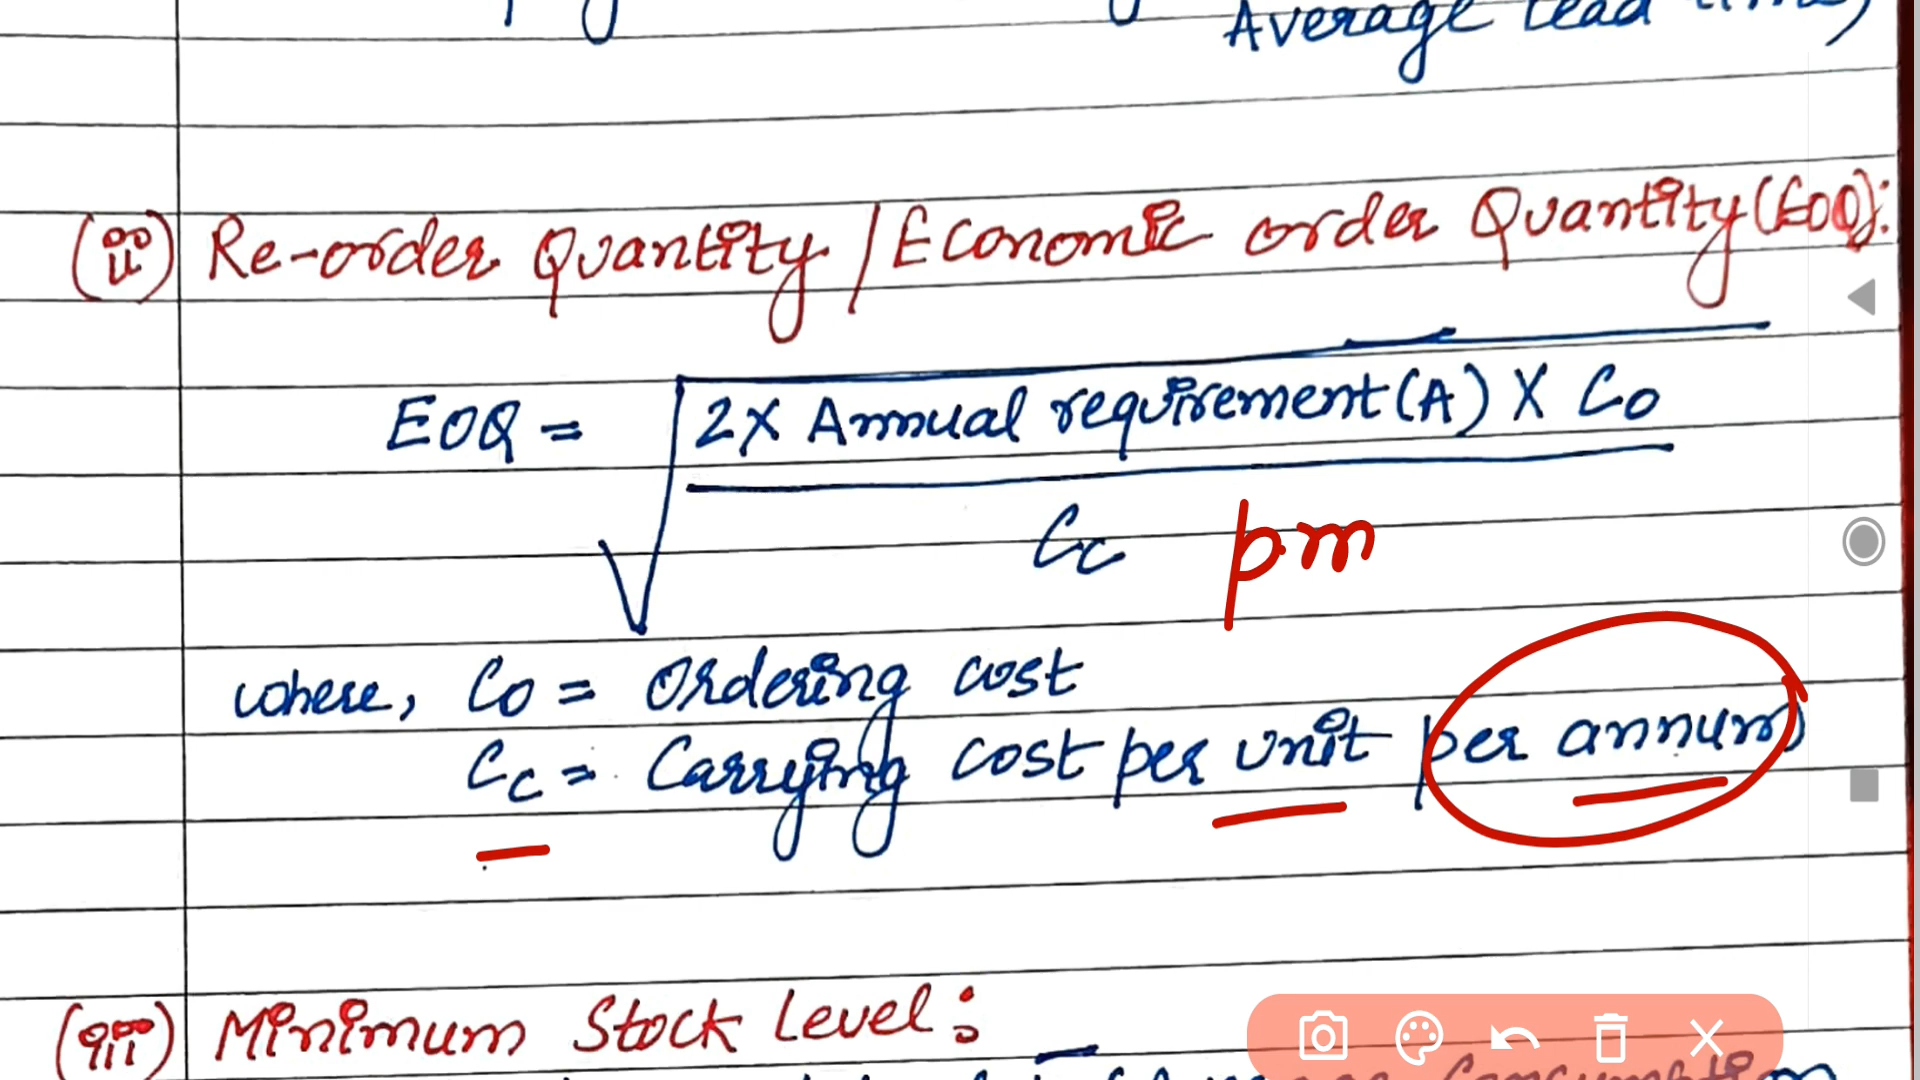 Average Lead time)
(ii) Re-order Quantity / Economic order Quantity (EOQ):
EOQ = √ 2 X Annual requirement (A) X Co
Cc pm
where, Co = Ordering cost
Cc = Carrying cost per unit per annum
(iii) Minimum Stock Level: